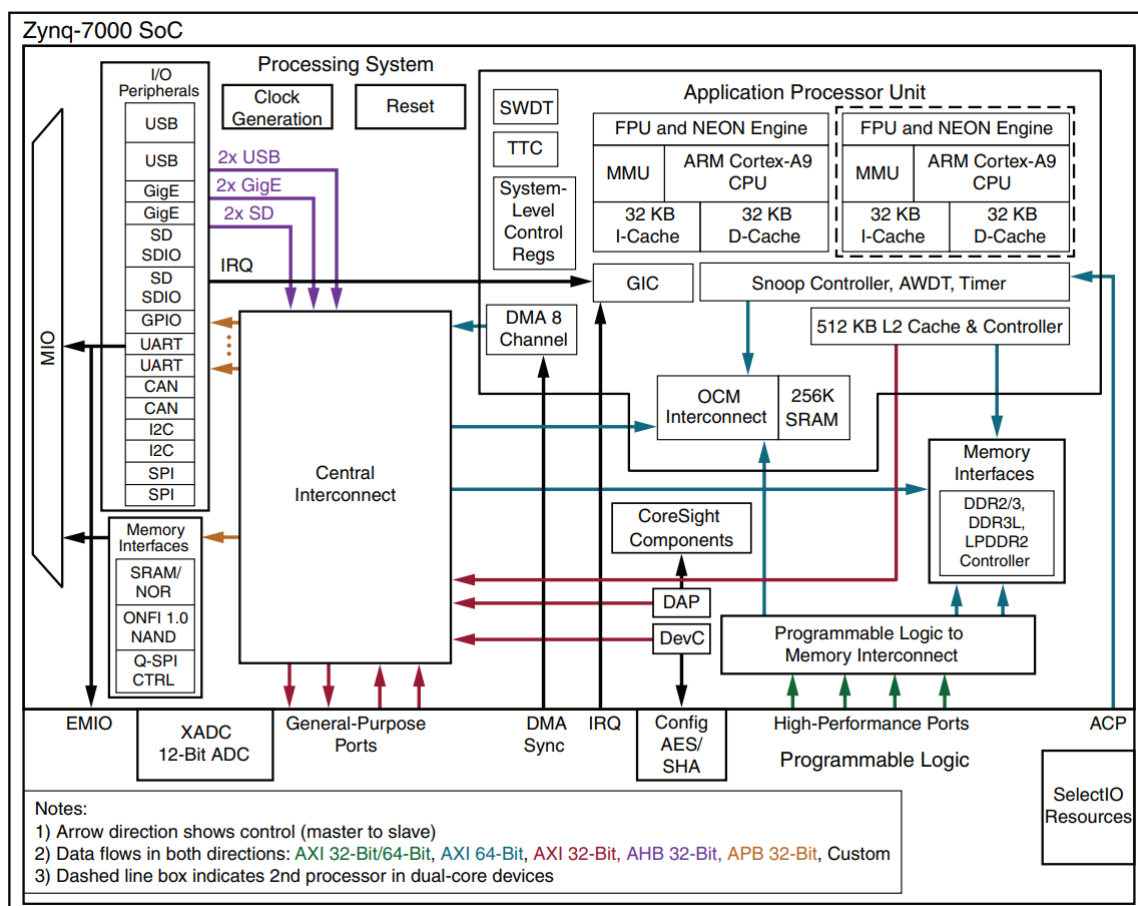 Zynq-7000 SoC
I/O
Peripherals
USB
USB
GigE
GigE
SD
SDIO
SD
SDIO
GPIO
UART
UART
CAN
CAN
I2C
I2C
SPI
SPI
MIO
Memory
Interfaces
SRAM/
NOR
ONFI 1.0
NAND
Q-SPI
CTRL
Processing System
Clock
Generation
Reset
2x USB
2x GigE
2x SD
IRQ
Central
Interconnect
SWDT
TTC
System-
Level
Control
Regs
DMA 8
Channel
Application Processor Unit
FPU and NEON Engine
MMU
ARM Cortex-A9
CPU
32 KB
I-Cache
32 KB
D-Cache
FPU and NEON Engine
MMU
ARM Cortex-A9
CPU
32 KB
I-Cache
32 KB
D-Cache
GIC
Snoop Controller, AWDT, Timer
512 KB L2 Cache & Controller
OCM
Interconnect
256K
SRAM
Memory
Interfaces
DDR2/3,
DDR3L,
LPDDR2
Controller
CoreSight
Components
DAP
DevC
Programmable Logic to
Memory Interconnect
EMIO
XADC
12-Bit ADC
General-Purpose
Ports
DMA
Sync
IRQ
Config
AES/
SHA
High-Performance Ports
ACP
Programmable Logic
SelectIO
Resources
Notes:
1) Arrow direction shows control (master to slave)
2) Data flows in both directions: AXI 32-Bit/64-Bit, AXI 64-Bit, AXI 32-Bit, AHB 32-Bit, APB 32-Bit, Custom
3) Dashed line box indicates 2nd processor in dual-core devices